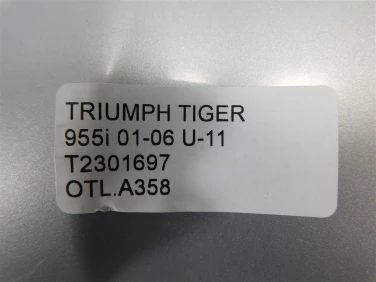 TRIUMPH TIGER
955i 01-06 U-11
T2301697
OTL.A358